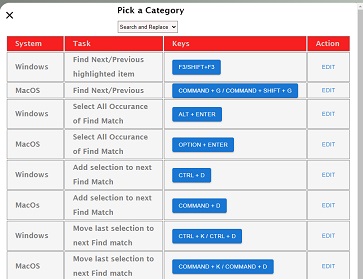 Pick a Category
Search and Replace
System Task Keys Action
Windows Find Next/Previous highlighted item F3/SHIFT+F3 EDIT
MacOS Find Next/Previous COMMAND + G / COMMAND + SHIFT + G EDIT
Windows Select All Occurance of Find Match ALT + ENTER EDIT
MacOS Select All Occurance of Find Match OPTION + ENTER EDIT
Windows Add selection to next Find Match CTRL + D EDIT
MacOs Add selection to next Find Match COMMAND + D EDIT
Windows Move last selection to next Find match CTRL + K / CTRL + D EDIT
MacOs Move last selection to next Find match COMMAND + K / COMMAND + D EDIT